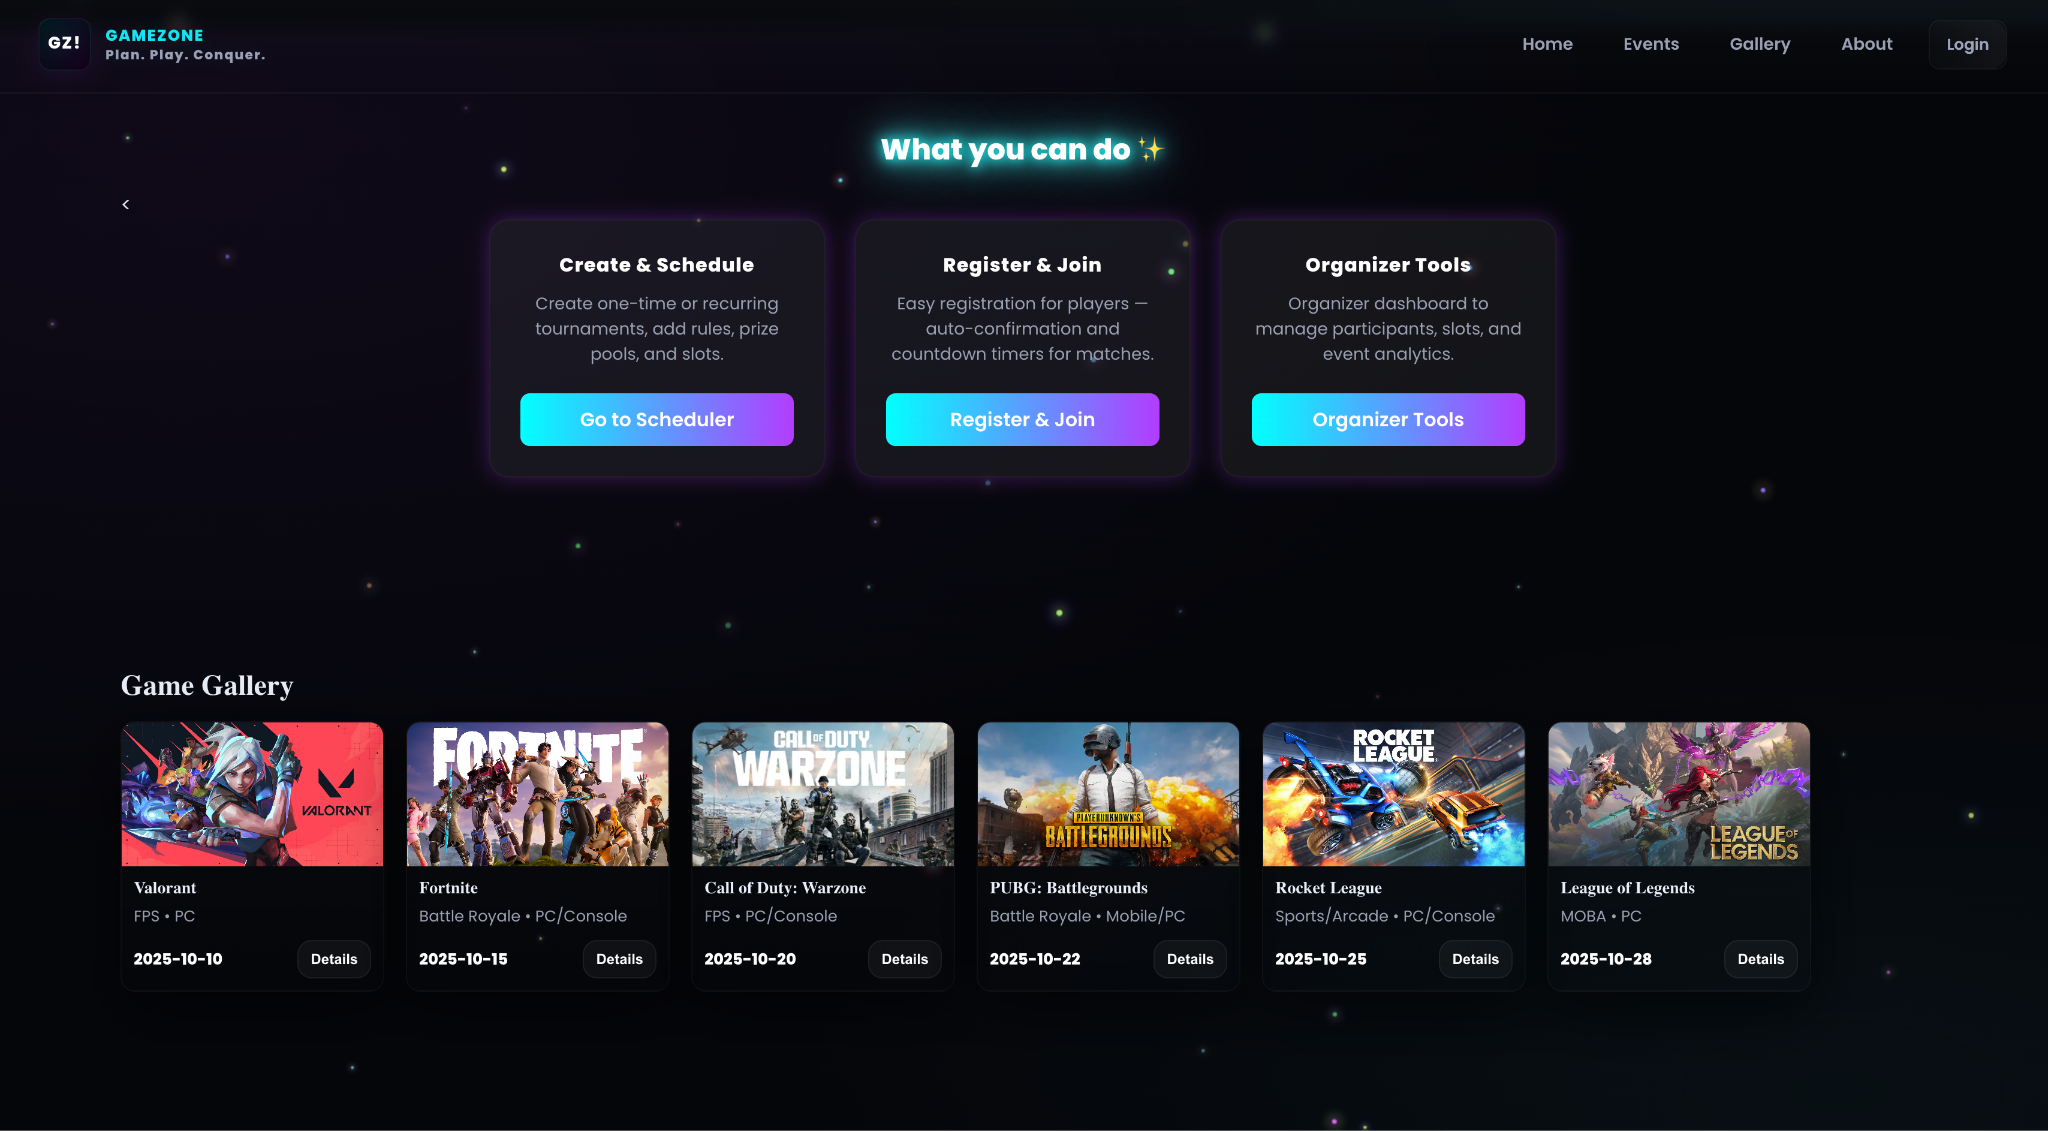 GZ!
GAMEZONE
Plan. Play. Conquer.
Home
Events
Gallery
About
Login
What you can do ✨
<
Create & Schedule
Create one-time or recurring
tournaments, add rules, prize
pools, and slots.
Go to Scheduler
Register & Join
Easy registration for players —
auto-confirmation and
countdown timers for matches.
Register & Join
Organizer Tools
Organizer dashboard to
manage participants, slots, and
event analytics.
Organizer Tools
Game Gallery
VALORANT
Valorant
FPS • PC
2025-10-10
Details
FORTNITE
Fortnite
Battle Royale • PC/Console
2025-10-15
Details
CALL OF DUTY
WARZONE
Call of Duty: Warzone
FPS • PC/Console
2025-10-20
Details
PLAYERUNKNOWN'S
BATTLEGROUNDS
PUBG: Battlegrounds
Battle Royale • Mobile/PC
2025-10-22
Details
ROCKET
LEAGUE
Rocket League
Sports/Arcade • PC/Console
2025-10-25
Details
LEAGUE OF
LEGENDS
League of Legends
MOBA • PC
2025-10-28
Details